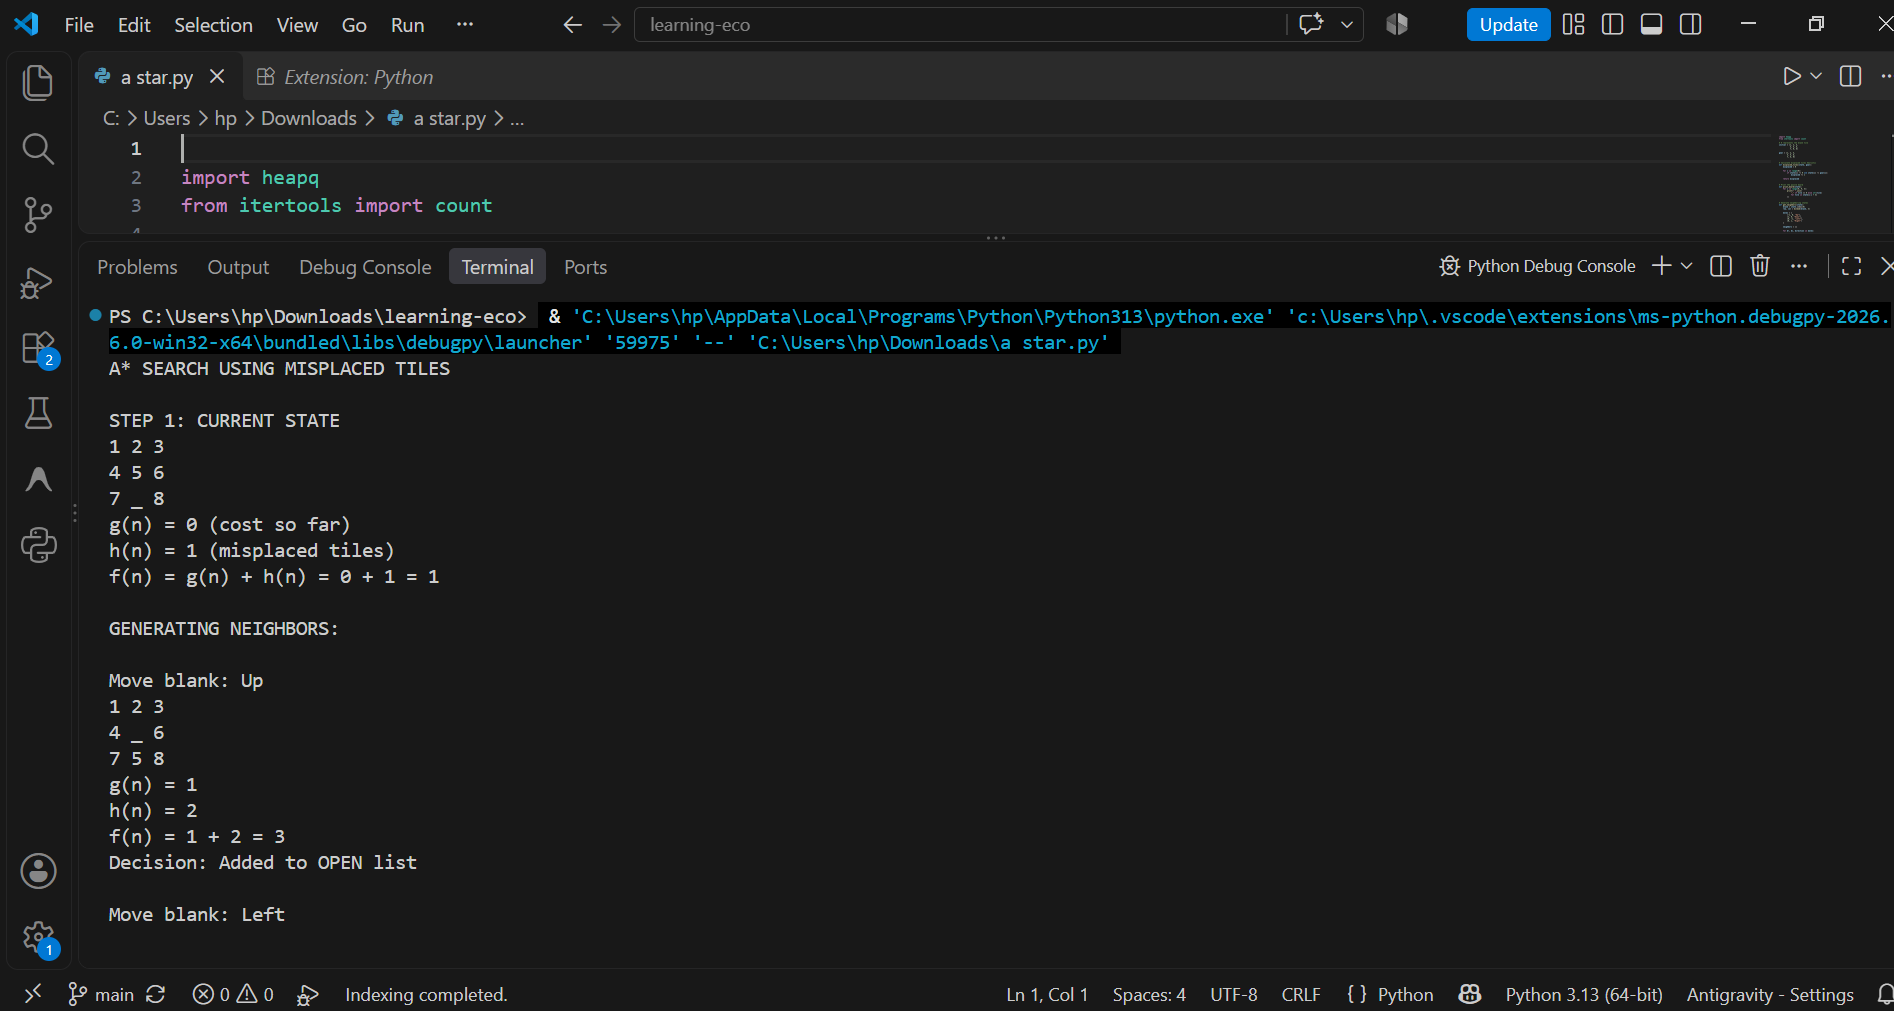 File Edit Selection View Go Run ...
learning-eco
Update
a star.py
Extension: Python
C: > Users > hp > Downloads > a star.py > ...
1
2 import heapq
3 from itertools import count
Problems Output Debug Console Terminal Ports
Python Debug Console
PS C:\Users\hp\Downloads\learning-eco> & 'C:\Users\hp\AppData\Local\Programs\Python\Python313\python.exe' 'c:\Users\hp\.vscode\extensions\ms-python.debugpy-2026.
6.0-win32-x64\bundled\libs\debugpy\launcher' '59975' '--' 'C:\Users\hp\Downloads\a star.py'
A* SEARCH USING MISPLACED TILES
STEP 1: CURRENT STATE
1 2 3
4 5 6
7 _ 8
g(n) = 0 (cost so far)
h(n) = 1 (misplaced tiles)
f(n) = g(n) + h(n) = 0 + 1 = 1
GENERATING NEIGHBORS:
Move blank: Up
1 2 3
4 _ 6
7 5 8
g(n) = 1
h(n) = 2
f(n) = 1 + 2 = 3
Decision: Added to OPEN list
Move blank: Left
2
1
main
0 0
Indexing completed.
Ln 1, Col 1
Spaces: 4
UTF-8
CRLF
{ } Python
Python 3.13 (64-bit)
Antigravity - Settings